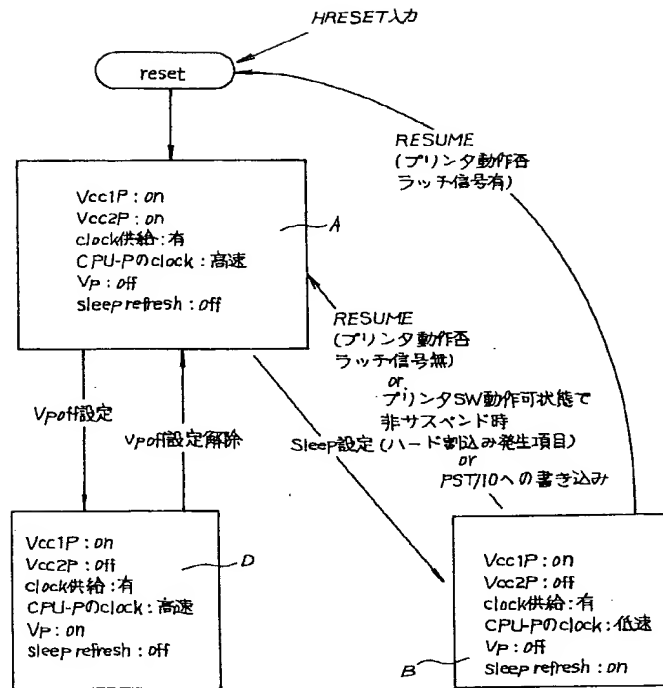 HRESET入力
reset
RESUME
(プリンタ動作否
ラッチ信号有)
Vcc1P : on
Vcc2P : on
clock供給 : 有
CPU-Pのclock : 高速
Vp : off
sleep refresh : off
A
RESUME
(プリンタ動作否
ラッチ信号無)
or
プリンタSW動作可状態で
非サスペンド時
(ハード割込み発生項目)
or
PST/10への書き込み
Vpoff設定
Vpoff設定解除
Sleep設定
Vcc1P : on
Vcc2P : off
clock供給 : 有
CPU-Pのclock : 高速
Vp : on
sleep refresh : off
D
Vcc1P : on
Vcc2P : off
clock供給 : 有
CPU-Pのclock : 低速
Vp : off
sleep refresh : on
B